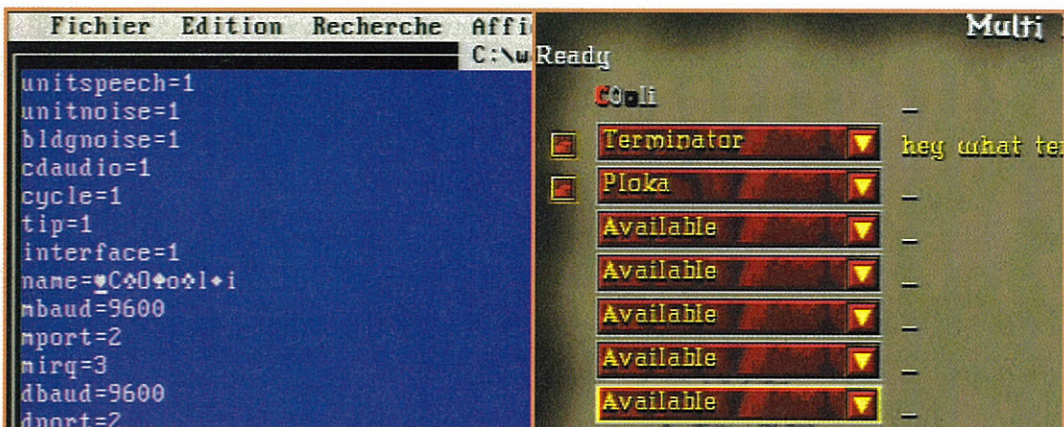 Fichier Edition Recherche Affi
C:\w
unitspeech=1
unitnoise=1
bldgnoise=1
cdaudio=1
cycle=1
tip=1
interface=1
name=♥C♦O♠o♦l♦i
mbaud=9600
mport=2
mirq=3
dbaud=9600
dport=2
Multi
Ready
COoli
Terminator
hey what te
Ploka
Available
Available
Available
Available
Available